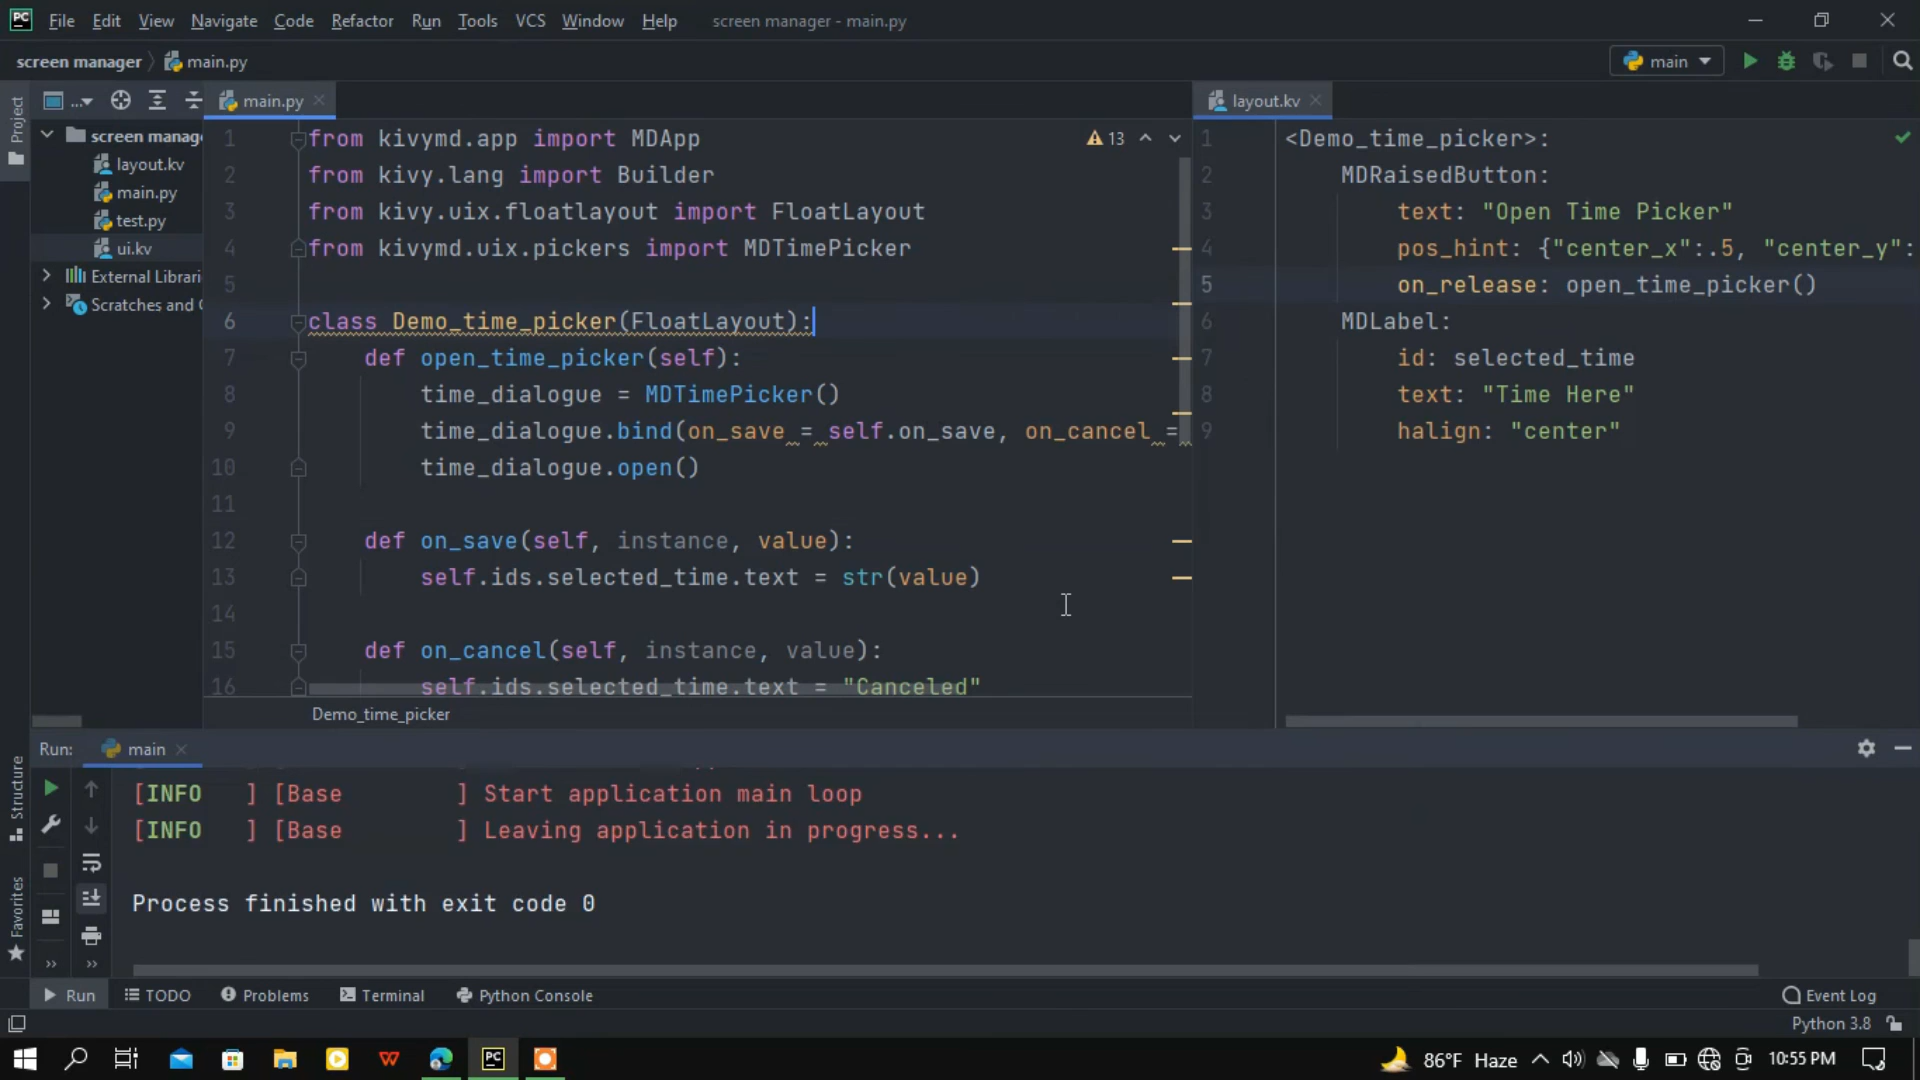 PC File Edit View Navigate Code Refactor Run Tools VCS Window Help screen manager - main.py
screen manager main.py main
Project
... main.py layout.kv
screen manag
layout.kv
main.py
test.py
ui.kv
External Librari
Scratches and
13
1 from kivymd.app import MDApp
2 from kivy.lang import Builder
3 from kivy.uix.floatlayout import FloatLayout
4 from kivymd.uix.pickers import MDTimePicker
5
6 class Demo_time_picker(FloatLayout):
7 def open_time_picker(self):
8 time_dialogue = MDTimePicker()
9 time_dialogue.bind(on_save = self.on_save, on_cancel =
10 time_dialogue.open()
11
12 def on_save(self, instance, value):
13 self.ids.selected_time.text = str(value)
14
15 def on_cancel(self, instance, value):
16 self.ids.selected_time.text = "Canceled"
Demo_time_picker
1 <Demo_time_picker>:
2 MDRaisedButton:
3 text: "Open Time Picker"
4 pos_hint: {"center_x":.5, "center_y":
5 on_release: open_time_picker()
6 MDLabel:
7 id: selected_time
8 text: "Time Here"
9 halign: "center"
Run: main
Structure
Favorites
[INFO ] [Base ] Start application main loop
[INFO ] [Base ] Leaving application in progress...
Process finished with exit code 0
Run TODO Problems Terminal Python Console Event Log
Python 3.8
W PC 86°F Haze 10:55 PM